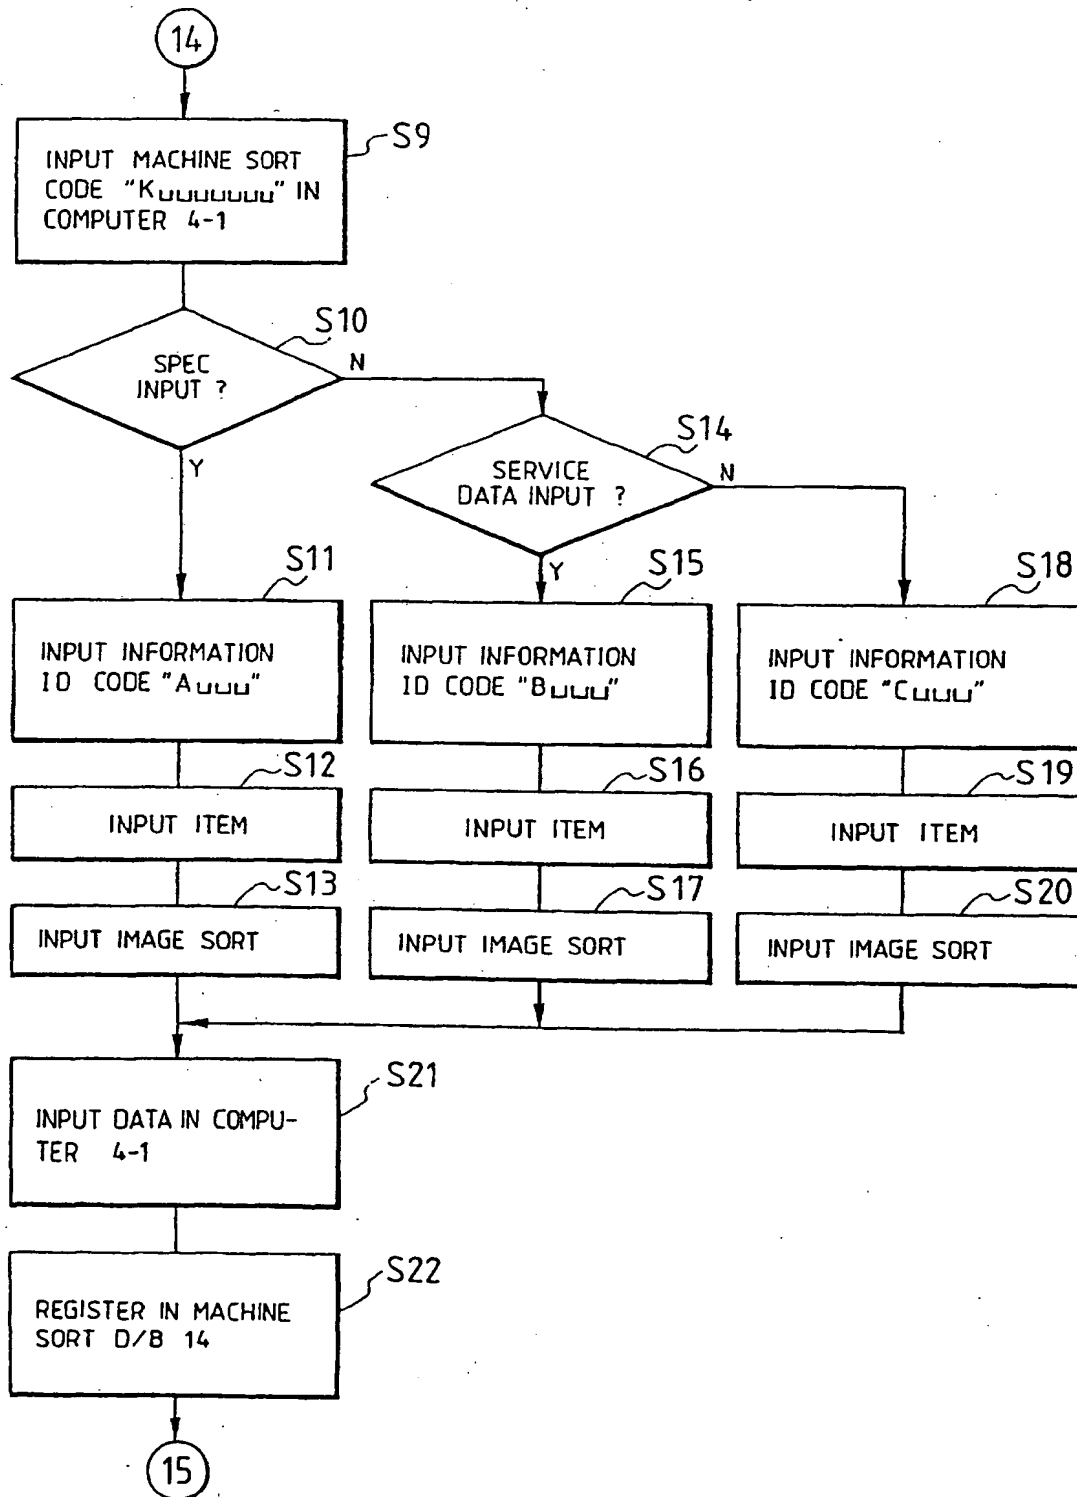 14
S9
INPUT MACHINE SORT
CODE "K␣␣␣␣␣␣␣" IN
COMPUTER 4-1
S10
SPEC
INPUT ?
N
Y
S14
SERVICE
DATA INPUT ?
N
Y
S11
INPUT INFORMATION
ID CODE "A␣␣␣"
S15
INPUT INFORMATION
ID CODE "B␣␣␣"
S18
INPUT INFORMATION
ID CODE "C␣␣␣"
S12
INPUT ITEM
S16
INPUT ITEM
S19
INPUT ITEM
S13
INPUT IMAGE SORT
S17
INPUT IMAGE SORT
S20
INPUT IMAGE SORT
S21
INPUT DATA IN COMPU-
TER 4-1
S22
REGISTER IN MACHINE
SORT D/B 14
15